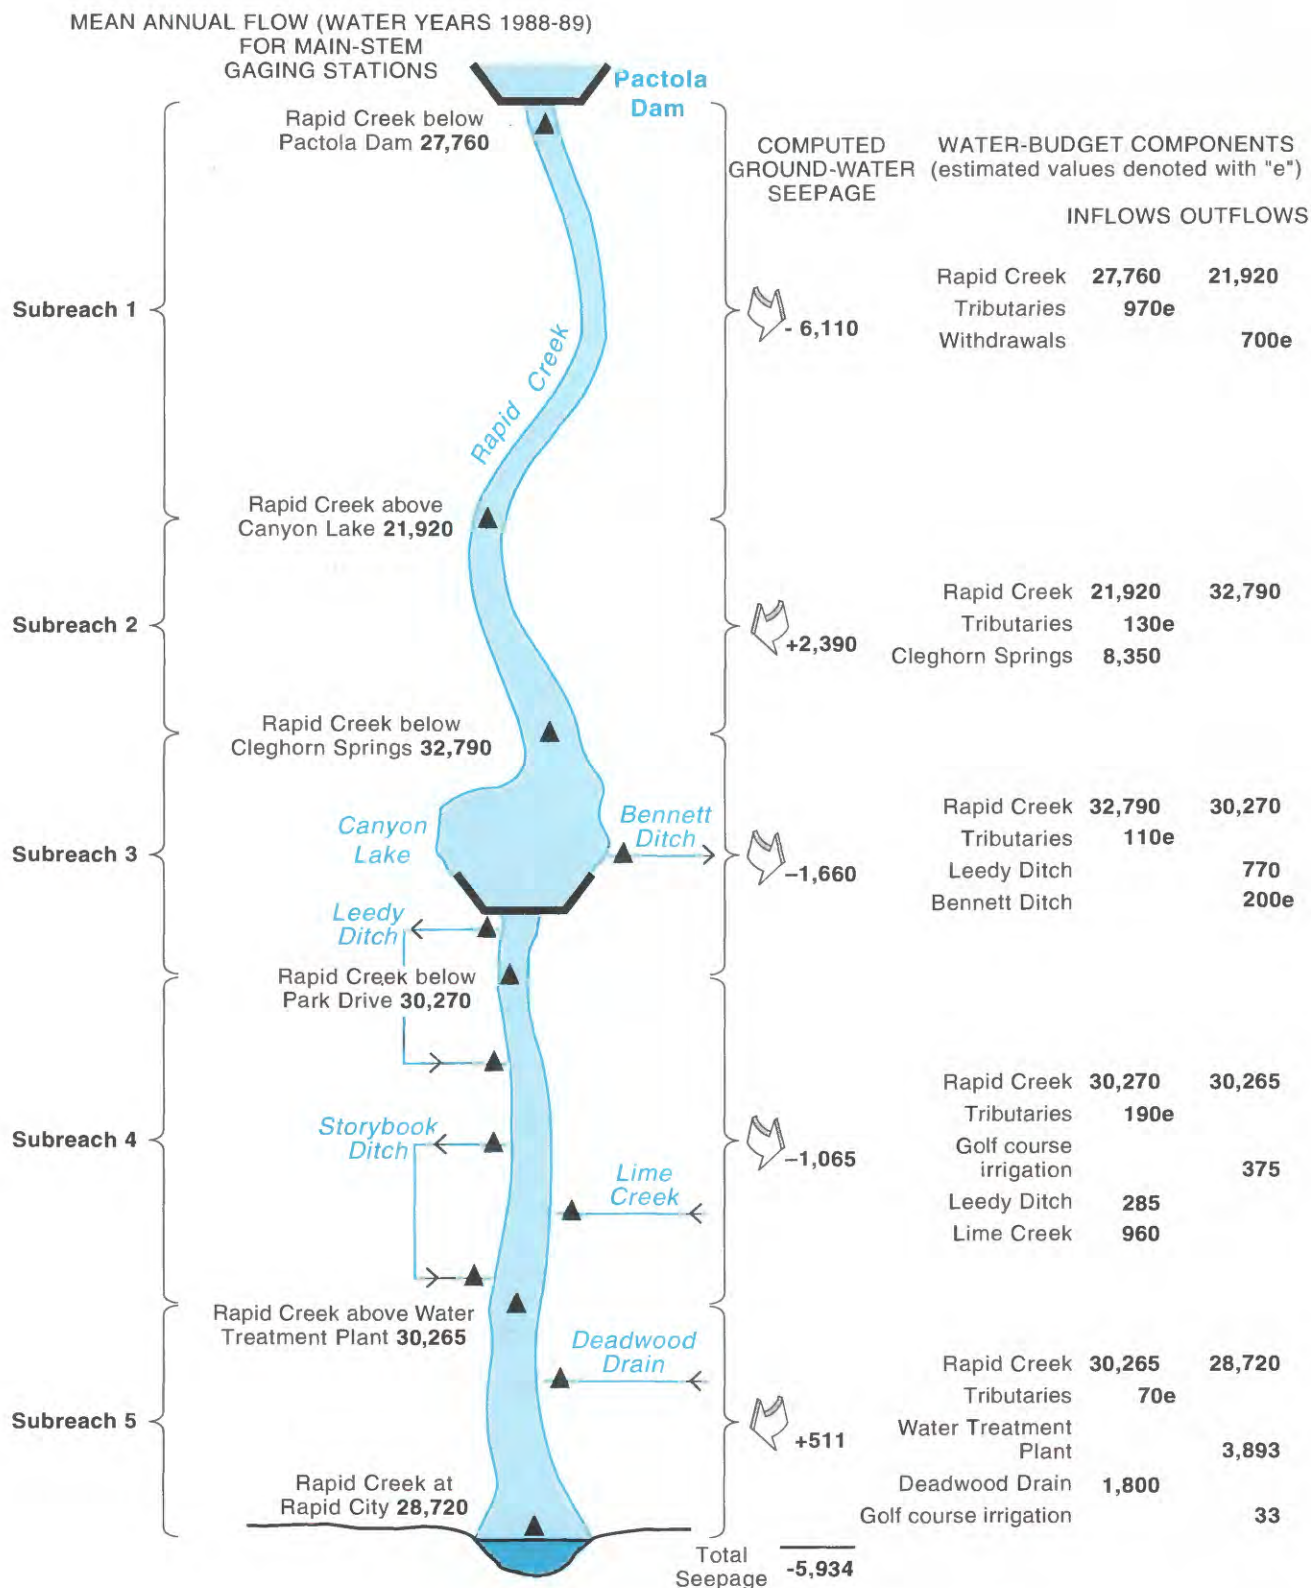 MEAN ANNUAL FLOW (WATER YEARS 1988-89)
FOR MAIN-STEM
GAGING STATIONS
Pactola
Dam
Rapid Creek below
Pactola Dam 27,760
COMPUTED
GROUND-WATER
SEEPAGE
WATER-BUDGET COMPONENTS
(estimated values denoted with "e")
INFLOWS OUTFLOWS
Subreach 1
Rapid Creek
- 6,110
Rapid Creek 27,760 21,920
Tributaries 970e
Withdrawals 700e
Rapid Creek above
Canyon Lake 21,920
Subreach 2
+2,390
Rapid Creek 21,920 32,790
Tributaries 130e
Cleghorn Springs 8,350
Rapid Creek below
Cleghorn Springs 32,790
Subreach 3
Canyon
Lake
Bennett
Ditch
–1,660
Rapid Creek 32,790 30,270
Tributaries 110e
Leedy Ditch 770
Bennett Ditch 200e
Leedy
Ditch
Rapid Creek below
Park Drive 30,270
Subreach 4
Storybook
Ditch
Lime
Creek
–1,065
Rapid Creek 30,270 30,265
Tributaries 190e
Golf course
irrigation 375
Leedy Ditch 285
Lime Creek 960
Rapid Creek above Water
Treatment Plant 30,265
Deadwood
Drain
Subreach 5
+511
Rapid Creek 30,265 28,720
Tributaries 70e
Water Treatment
Plant 3,893
Deadwood Drain 1,800
Golf course irrigation 33
Rapid Creek at
Rapid City 28,720
Total
Seepage -5,934